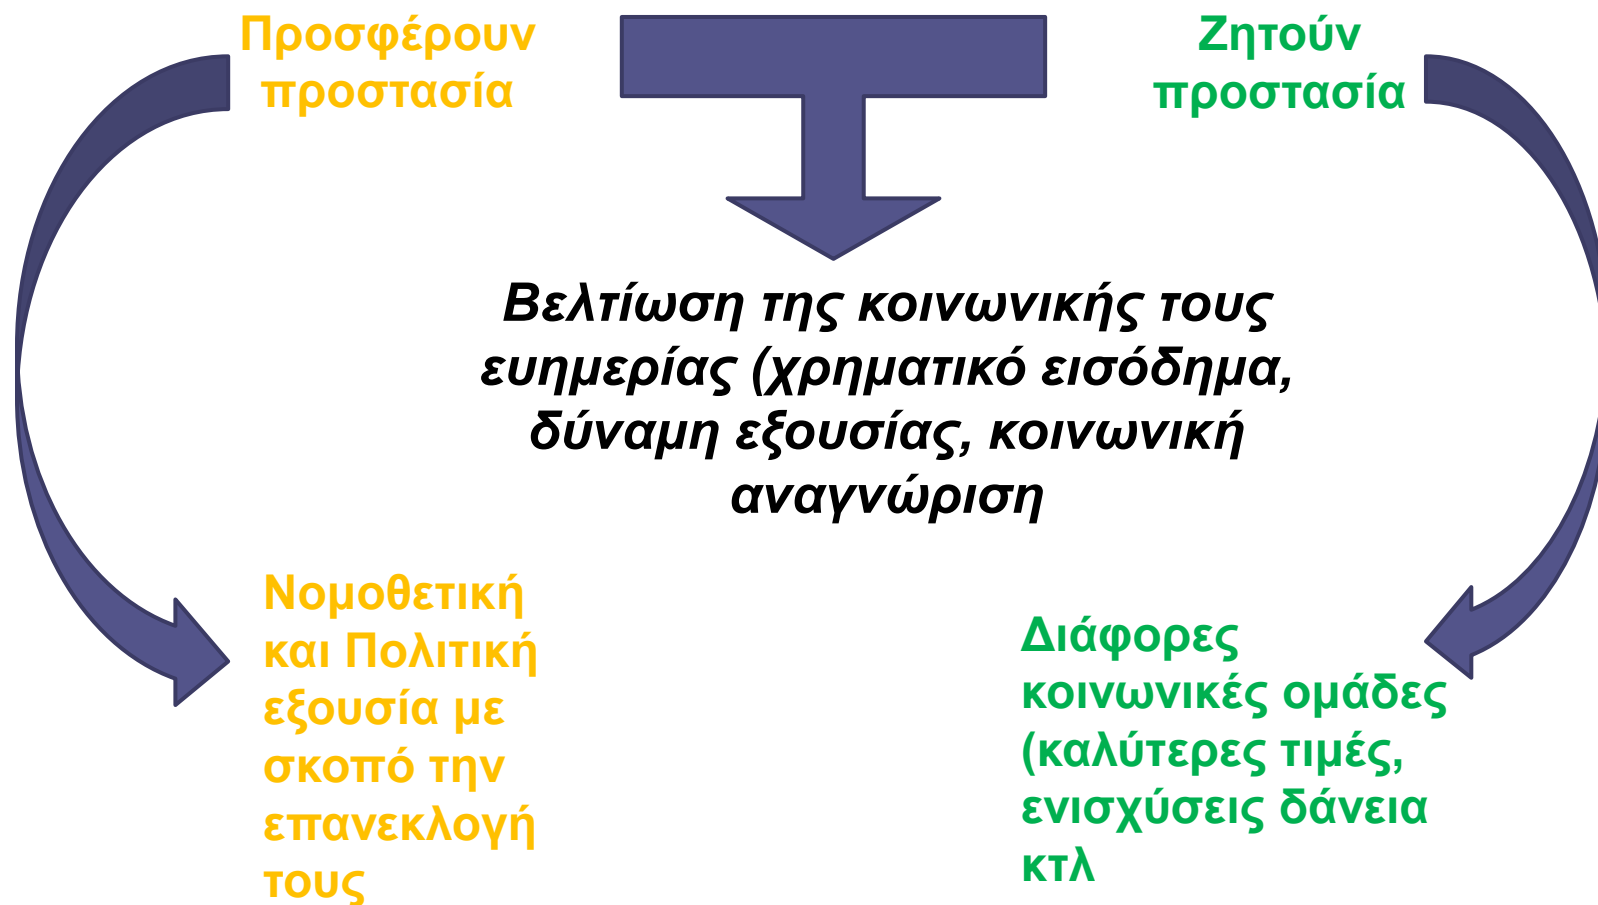 Προσφέρουν
προστασία
Ζητούν
προστασία
Βελτίωση της κοινωνικής τους
ευημερίας (χρηματικό εισόδημα,
δύναμη εξουσίας, κοινωνική
αναγνώριση
Νομοθετική
και Πολιτική
εξουσία με
σκοπό την
επανεκλογή
τους
Διάφορες
κοινωνικές ομάδες
(καλύτερες τιμές,
ενισχύσεις δάνεια
κτλ